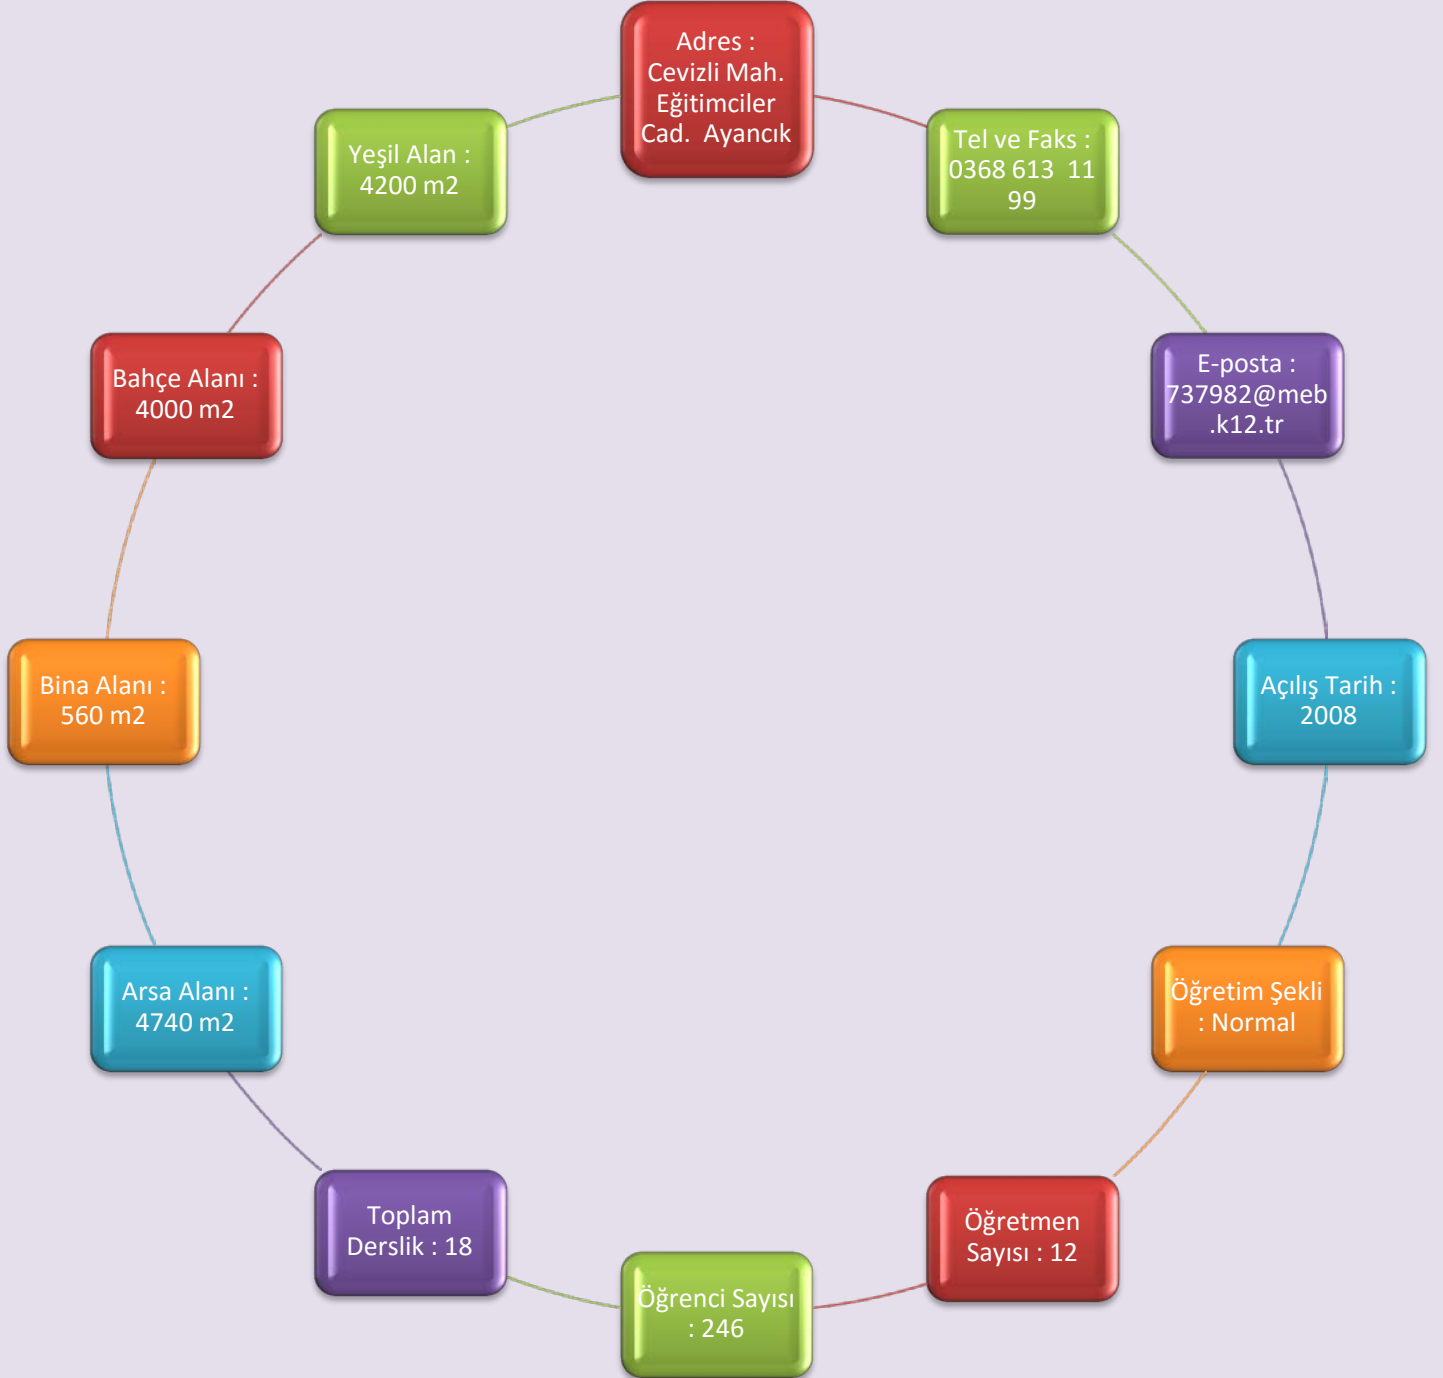 Adres :
Cevizli Mah.
Eğitimciler
Cad.  Ayancık
Tel ve Faks :
0368 613  11
99
E-posta :
737982@meb
.k12.tr
Açılış Tarih :
2008
Öğretim Şekli
: Normal
Öğretmen
Sayısı : 12
Öğrenci Sayısı
: 246
Toplam
Derslik : 18
Arsa Alanı :
4740 m2
Bina Alanı :
560 m2
Bahçe Alanı :
4000 m2
Yeşil Alan :
4200 m2